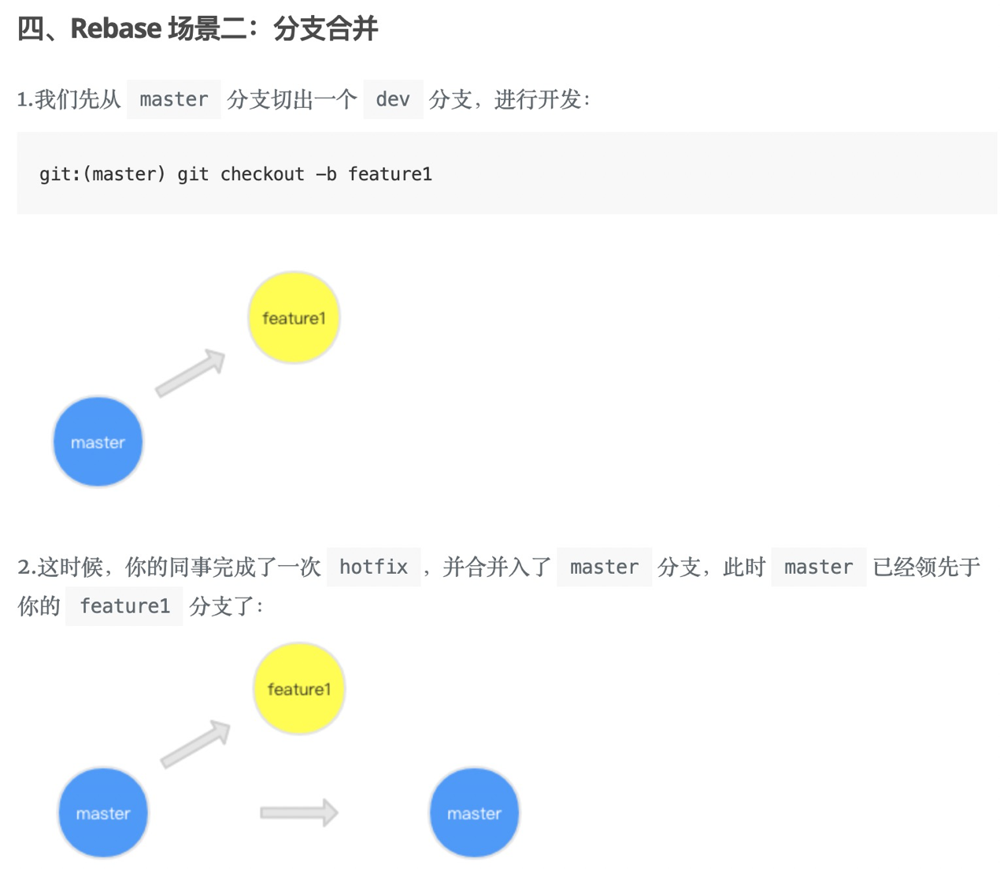 四、Rebase 场景二：分支合并
1.我们先从 master 分支切出一个 dev 分支，进行开发：
git:(master) git checkout -b feature1
feature1
master
2.这时候，你的同事完成了一次 hotfix ，并合并入了 master 分支，此时 master 已经领先于
你的 feature1 分支了：
feature1
master
master